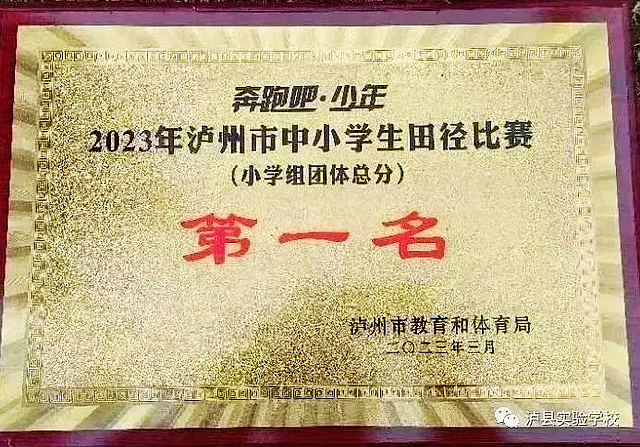 奔跑吧·少年
2023年泸州市中小学生田径比赛
（小学组团体总分）
第一名
泸州市教育和体育局
二〇二三年三月
泸县实验学校